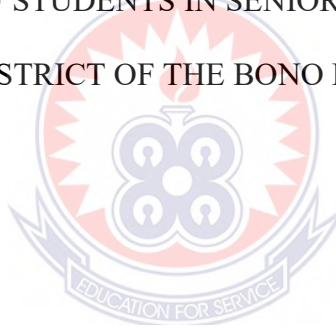 STUDENTS IN SENIOR
STRICT OF THE BONO
EDUCATION FOR SERVICE